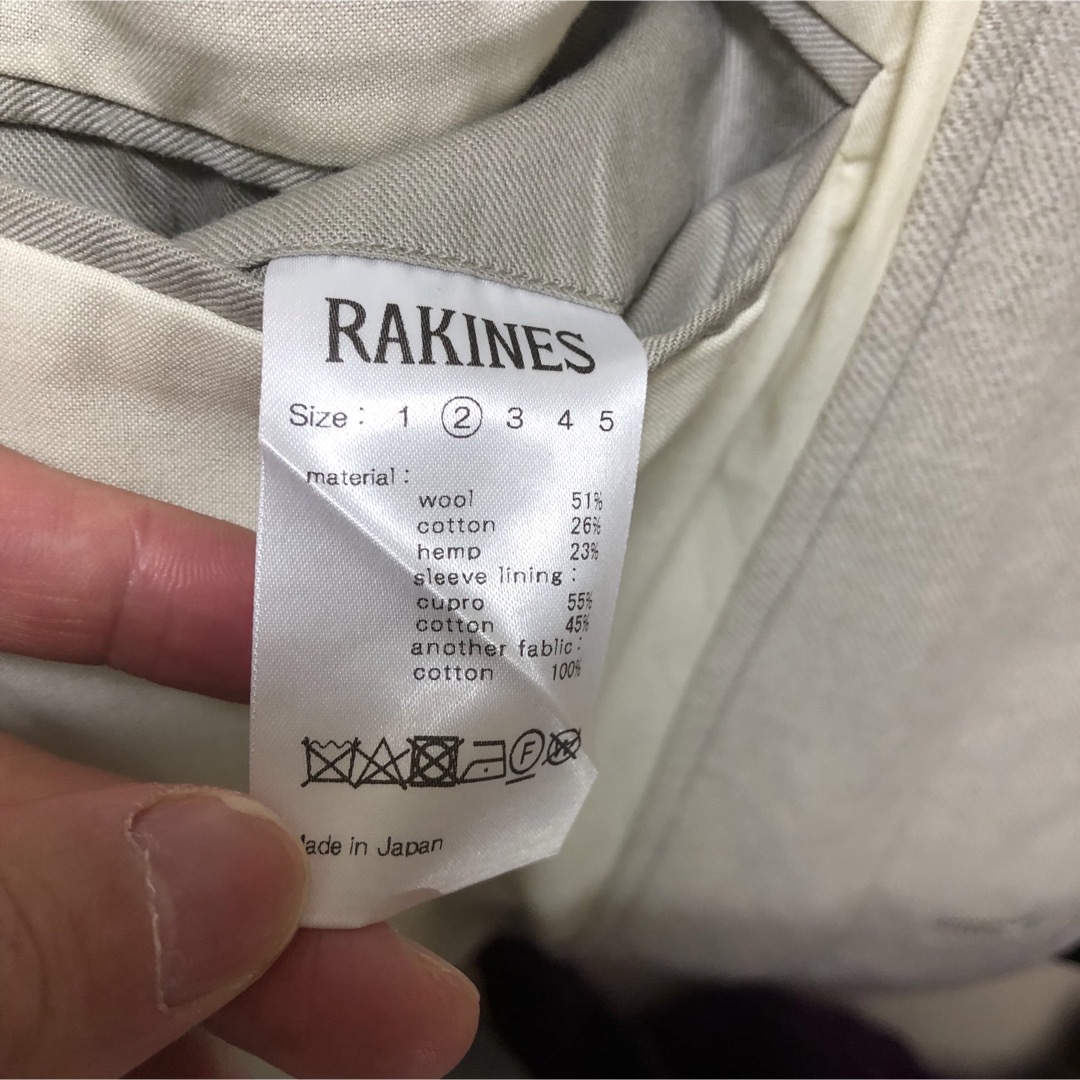 RAKINES
Size: 1 2 3 4 5
material:
wool 51%
cotton 26%
hemp 23%
sleeve lining:
cupro 55%
cotton 45%
another fablic:
cotton 100%
F W
Made in Japan